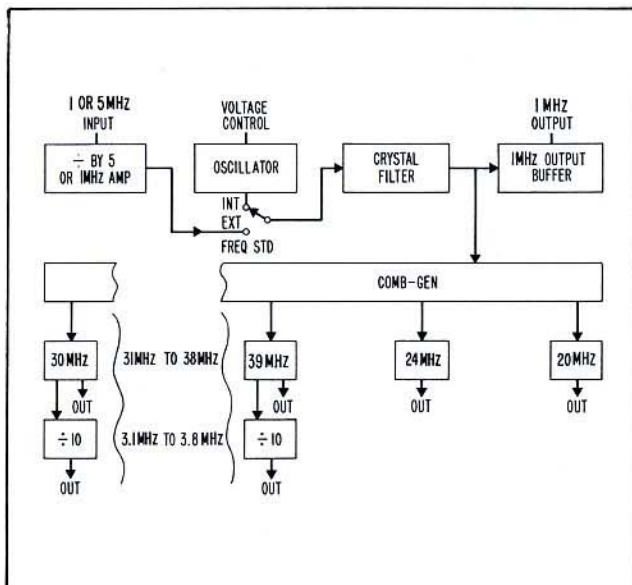 1 OR 5MHz
INPUT
÷ BY 5
OR 1MHz AMP
VOLTAGE
CONTROL
OSCILLATOR
INT
EXT
FREQ STD
CRYSTAL
FILTER
1MHz
OUTPUT
1MHz OUTPUT
BUFFER
COMB-GEN
30MHz
31MHz TO 38MHz
39MHz
24MHz
20MHz
OUT
OUT
OUT
OUT
÷10
3.1MHz TO 3.8MHz
÷10
OUT
OUT